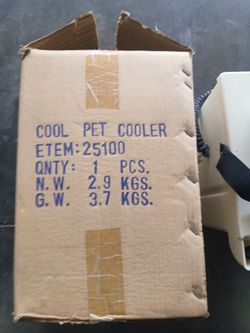 COOL PET COOLER
ETEM:25100
QNTY: 1 PCS.
N.W. 2.9 KGS.
G.W. 3.7 KGS.